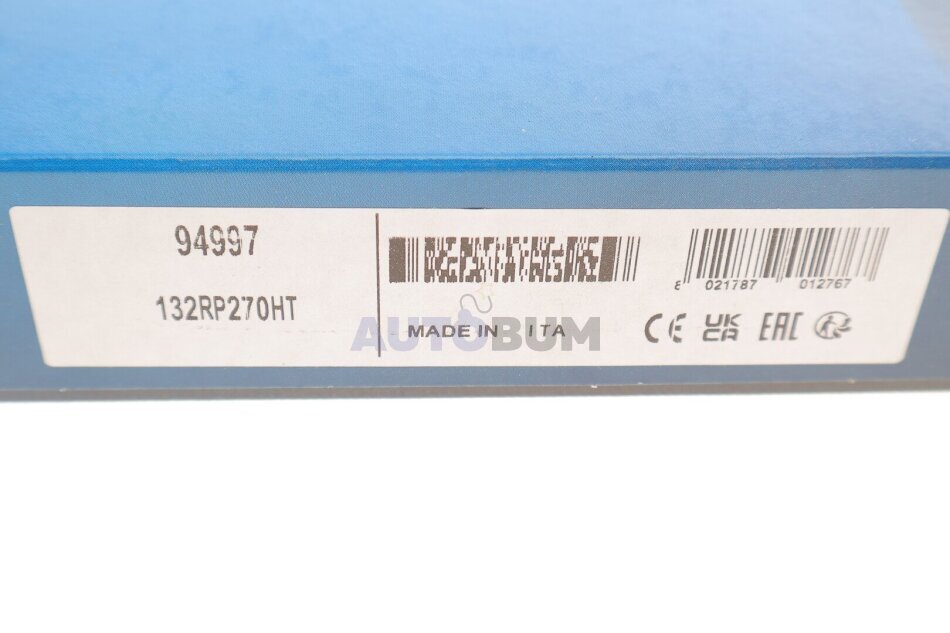 94997
132RP270HT
MADE IN ITA
8 021787 012767
CE UK CA EAC
AUTOBUM